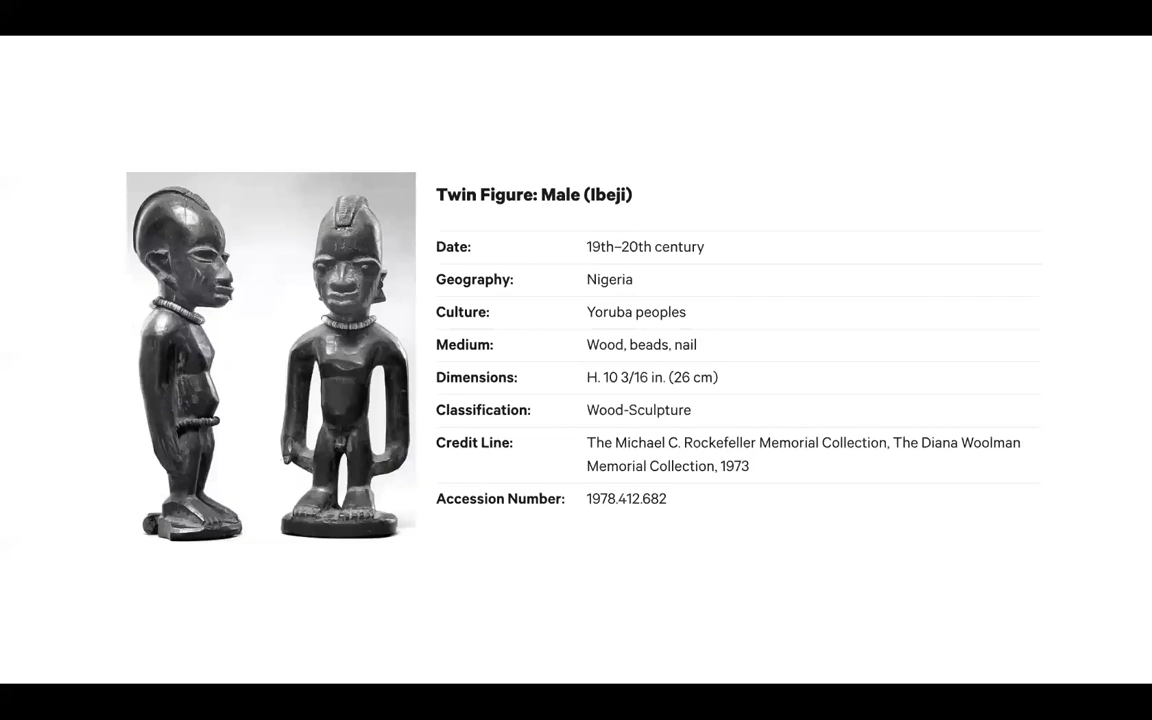 Twin Figure: Male (Ibeji)
Date: 19th–20th century
Geography: Nigeria
Culture: Yoruba peoples
Medium: Wood, beads, nail
Dimensions: H. 10 3/16 in. (26 cm)
Classification: Wood-Sculpture
Credit Line: The Michael C. Rockefeller Memorial Collection, The Diana Woolman
Memorial Collection, 1973
Accession Number: 1978.412.682